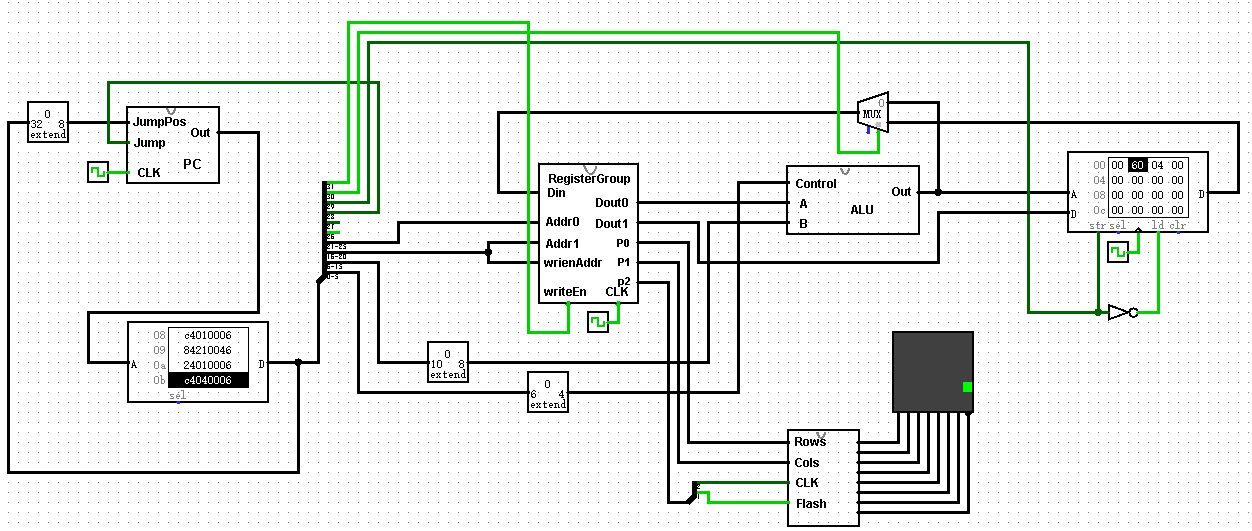 0
32 8
extend
JumpPos
Out
Jump
PC
CLK
31
30
29
28
27
26
21-25
16-20
6-15
0-5
RegisterGroup
Din
Dout0
Addr0
Dout1
Addr1
P0
wrienAddr
P1
p2
writeEn
CLK
0
MUX
Control
Out
A
ALU
B
00 00 60 04 00
04 00 00 00 00
A
08 00 00 00 00
D
D
0c 00 00 00 00
str sel
ld clr
08 c4010006
09 84210046
A
0a 24010006
D
0b c4040006
sel
0
10 8
extend
0
6 4
extend
Rows
Cols
CLK
Flash